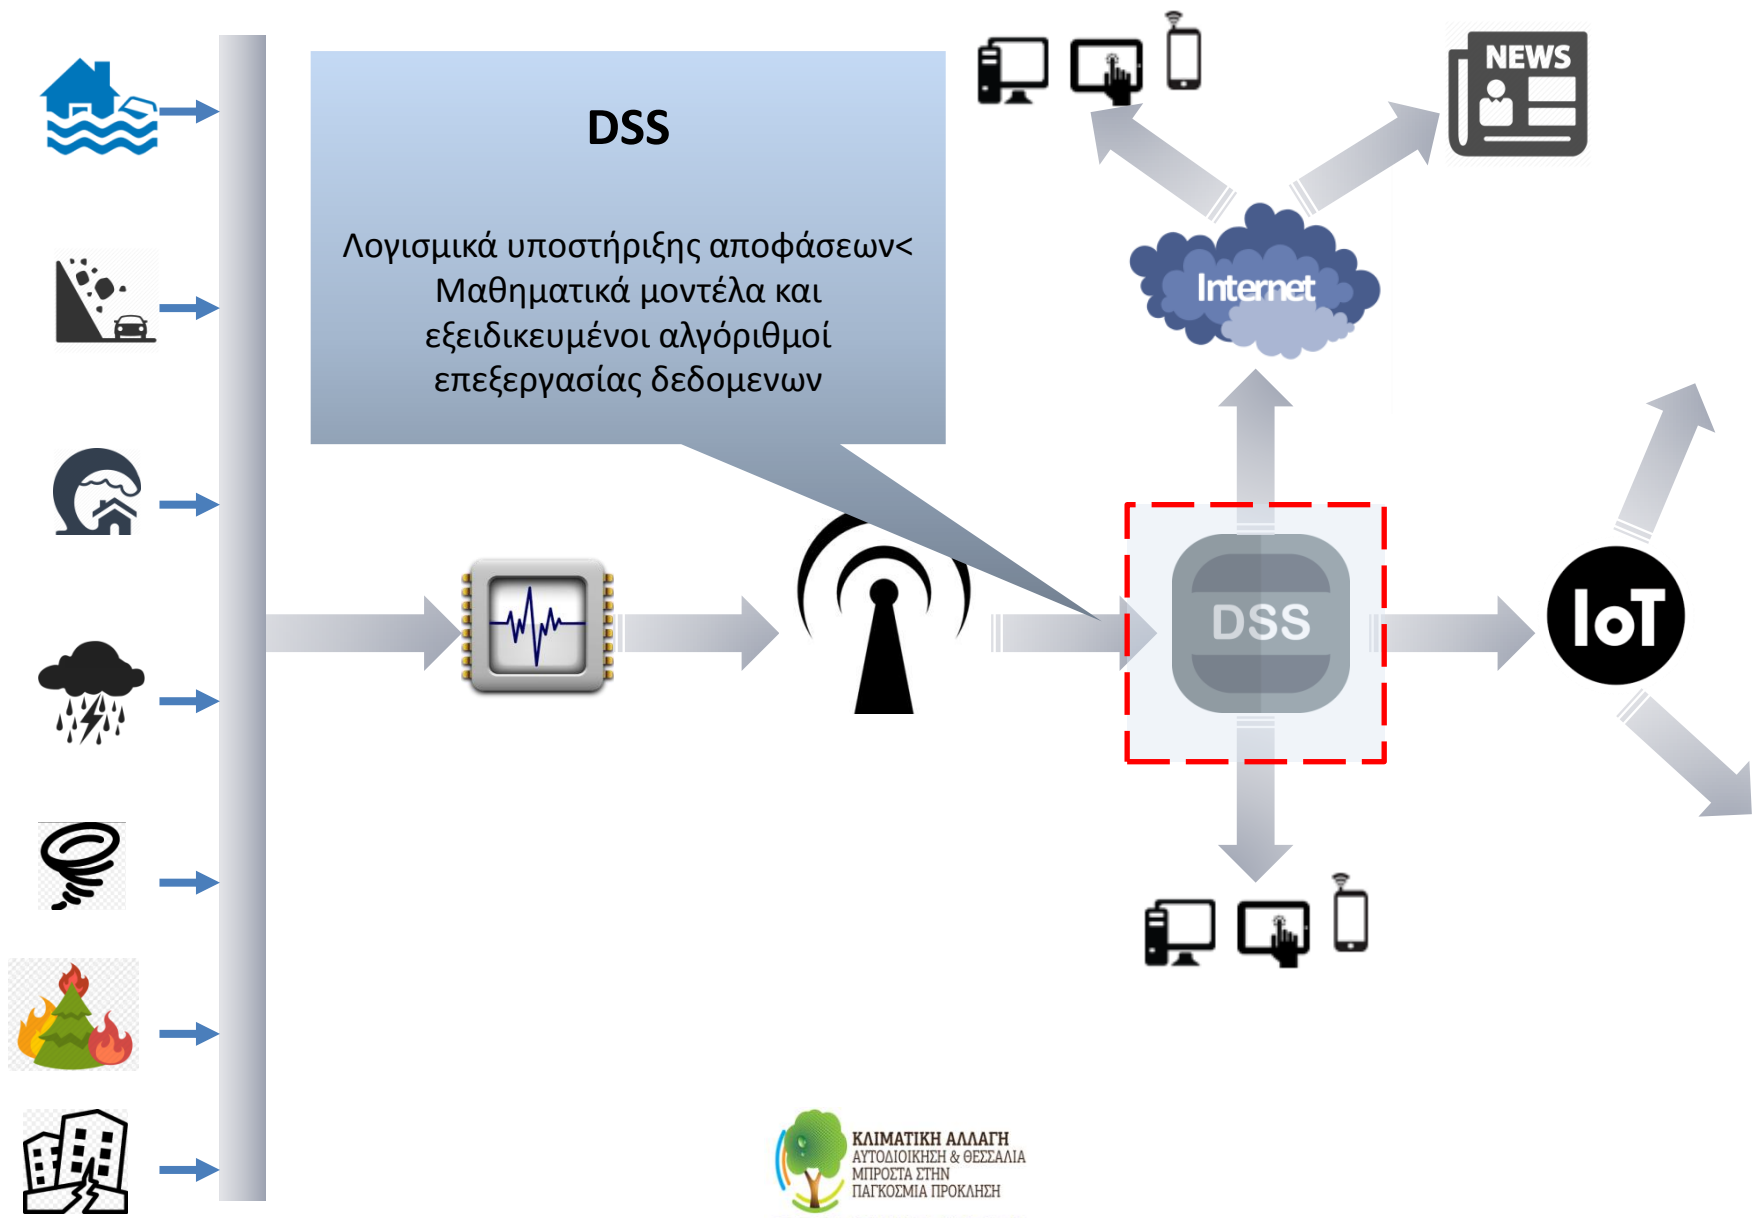 DSS
Λογισμικά υποστήριξης αποφάσεων<
Μαθηματικά μοντέλα και
εξειδικευμένοι αλγόριθμοί
επεξεργασίας δεδομενων
NEWS
Internet
DSS
IoT
ΚΛΙΜΑΤΙΚΗ ΑΛΛΑΓΗ
ΑΥΤΟΔΙΟΙΚΗΣΗ & ΘΕΣΣΑΛΙΑ
ΜΠΡΟΣΤΑ ΣΤΗΝ
ΠΑΓΚΟΣΜΙΑ ΠΡΟΚΛΗΣΗ